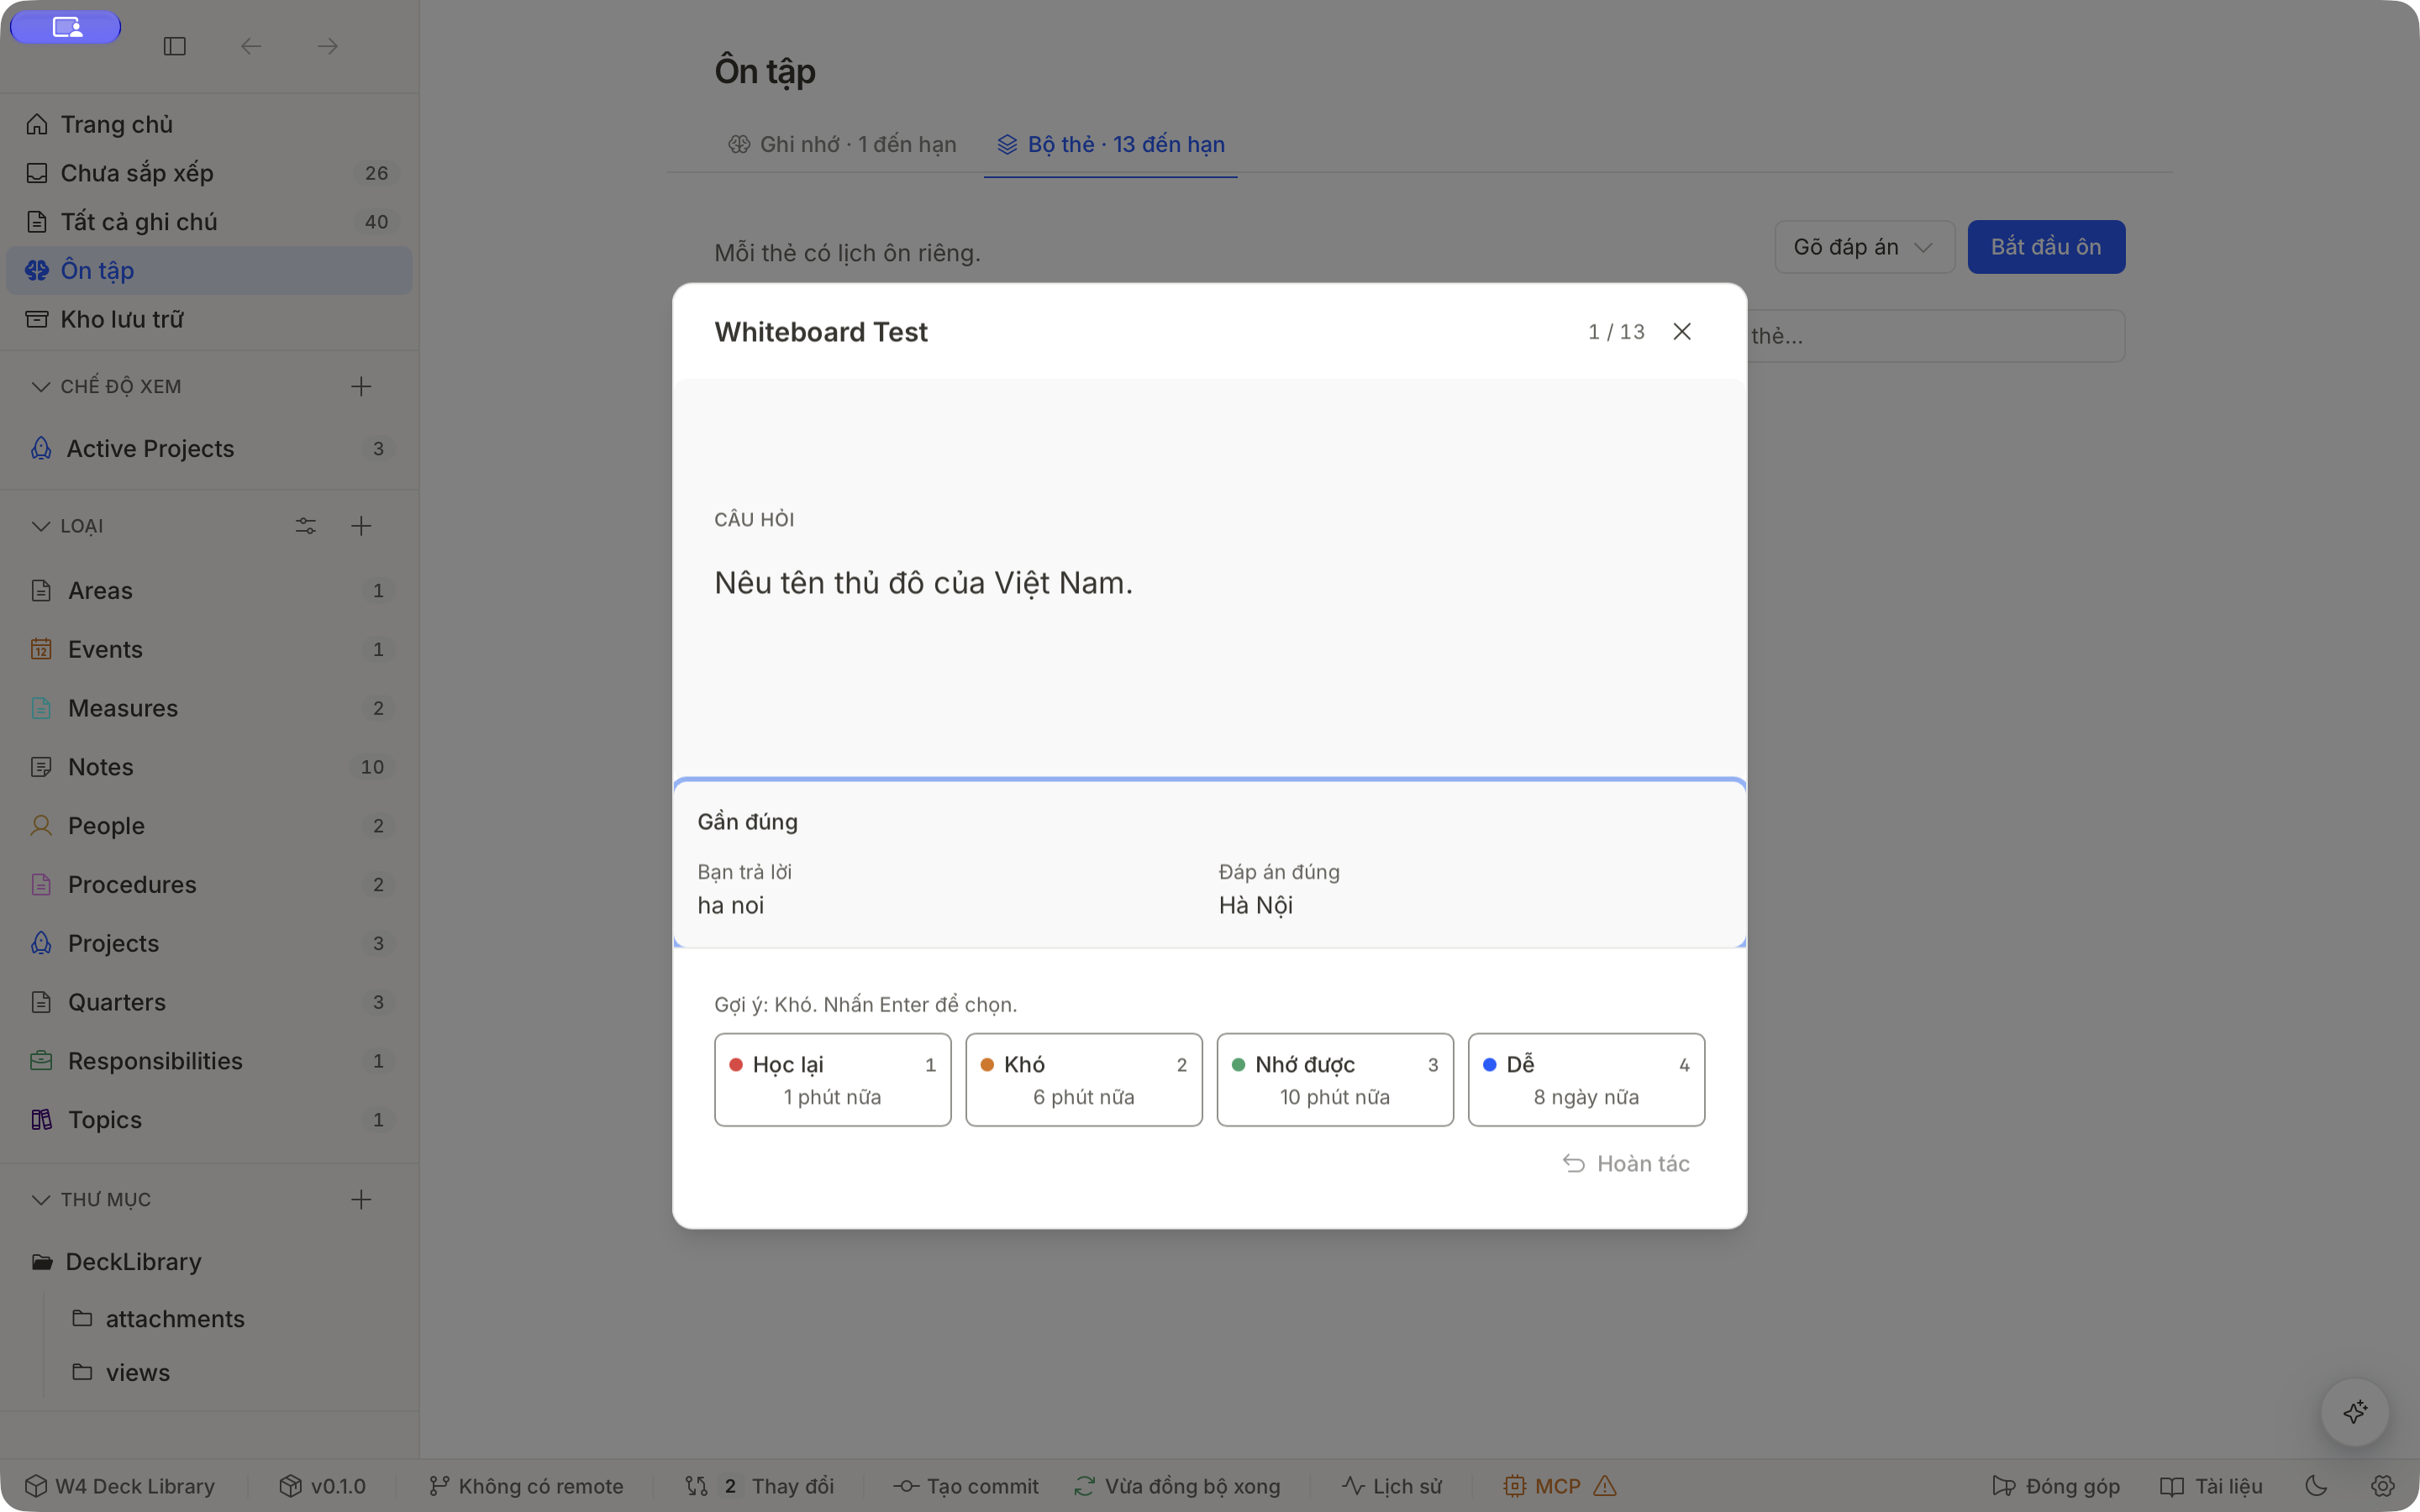 Trang chủ
Chưa sắp xếp 26
Tất cả ghi chú 40
Ôn tập
Kho lưu trữ
CHẾ ĐỘ XEM
Active Projects 3
LOẠI
Areas 1
12
Events 1
Measures 2
Notes 10
People 2
Procedures 2
Projects 3
Quarters 3
Responsibilities 1
Topics 1
THƯ MỤC
DeckLibrary
attachments
views
Ôn tập
Ghi nhớ · 1 đến hạn
Bộ thẻ · 13 đến hạn
Mỗi thẻ có lịch ôn riêng.
Gõ đáp án
Bắt đầu ôn
thẻ...
Whiteboard Test
1 / 13
CÂU HỎI
Nêu tên thủ đô của Việt Nam.
Gần đúng
Bạn trả lời
ha noi
Đáp án đúng
Hà Nội
Gợi ý: Khó. Nhấn Enter để chọn.
Học lại 1
1 phút nữa
Khó 2
6 phút nữa
Nhớ được 3
10 phút nữa
Dễ 4
8 ngày nữa
Hoàn tác
W4 Deck Library
v0.1.0
Không có remote
2 Thay đổi
Tạo commit
Vừa đồng bộ xong
Lịch sử
MCP
Đóng góp
Tài liệu